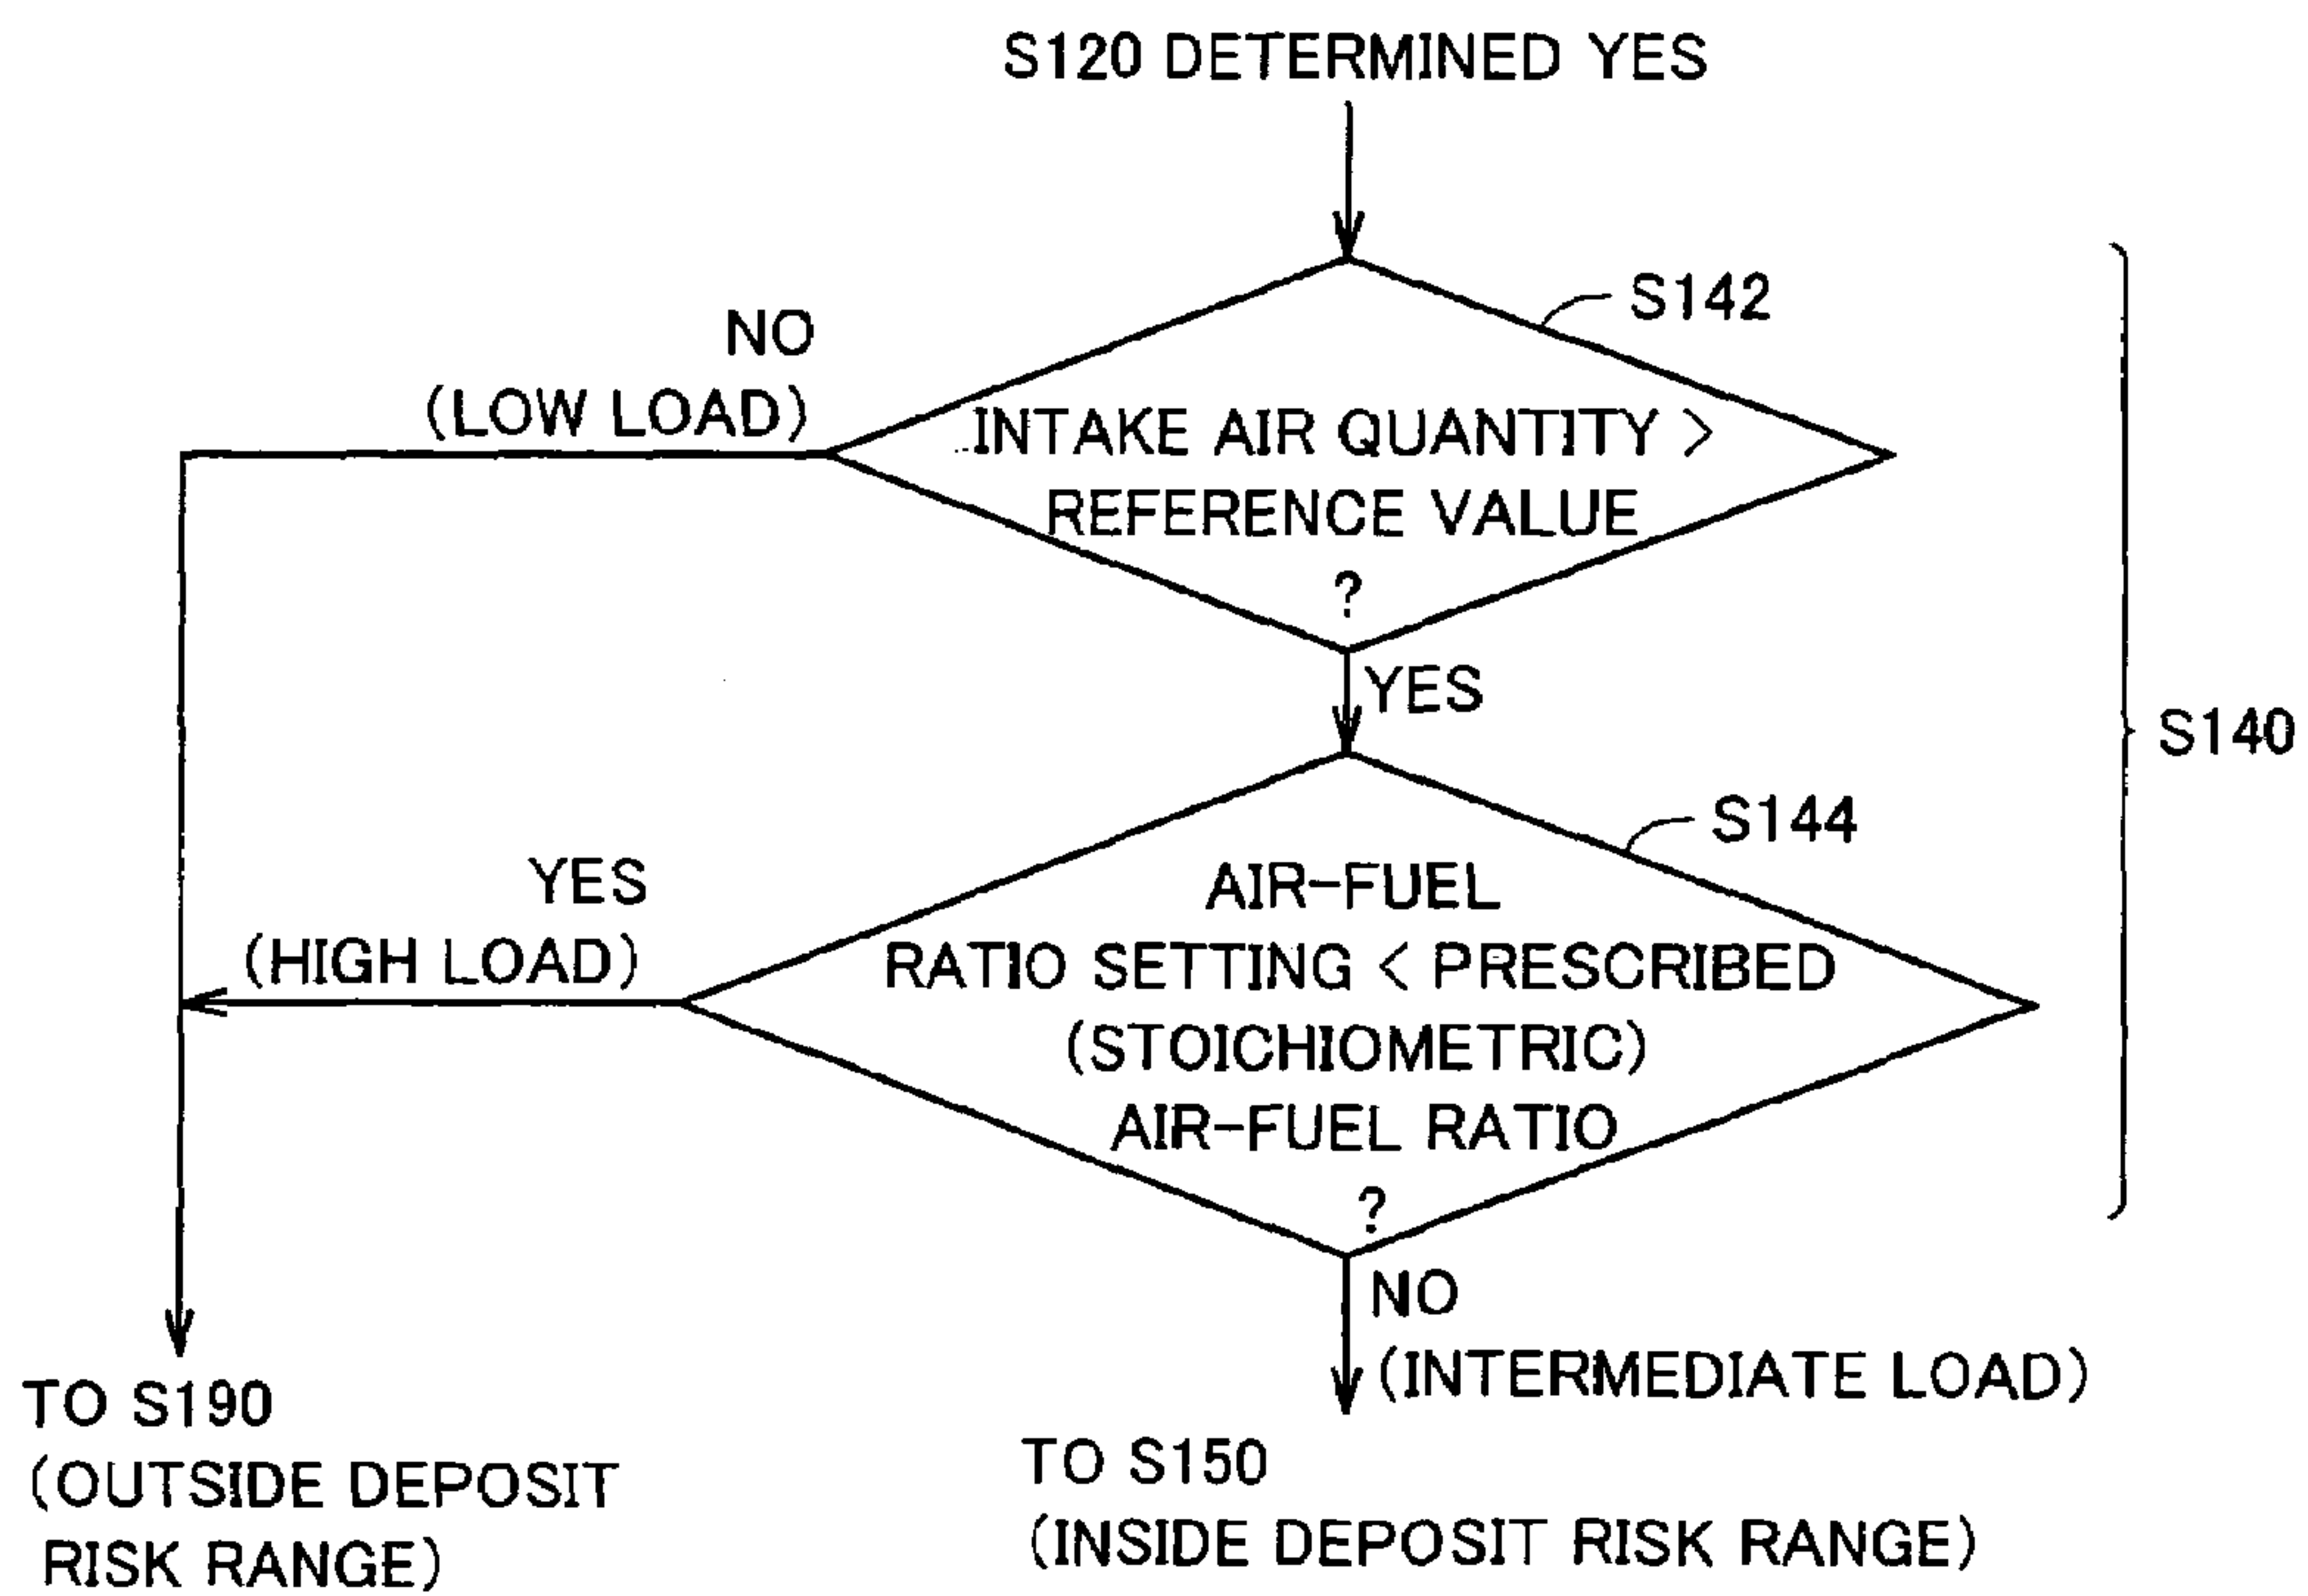 S120 DETERMINED YES
S142
NO
(LOW LOAD)
INTAKE AIR QUANTITY >
REFERENCE VALUE
?
YES
S140
S144
YES
(HIGH LOAD)
AIR-FUEL
RATIO SETTING < PRESCRIBED
(STOICHIOMETRIC)
AIR-FUEL RATIO
?
NO
(INTERMEDIATE LOAD)
TO S190
(OUTSIDE DEPOSIT
RISK RANGE)
TO S150
(INSIDE DEPOSIT RISK RANGE)